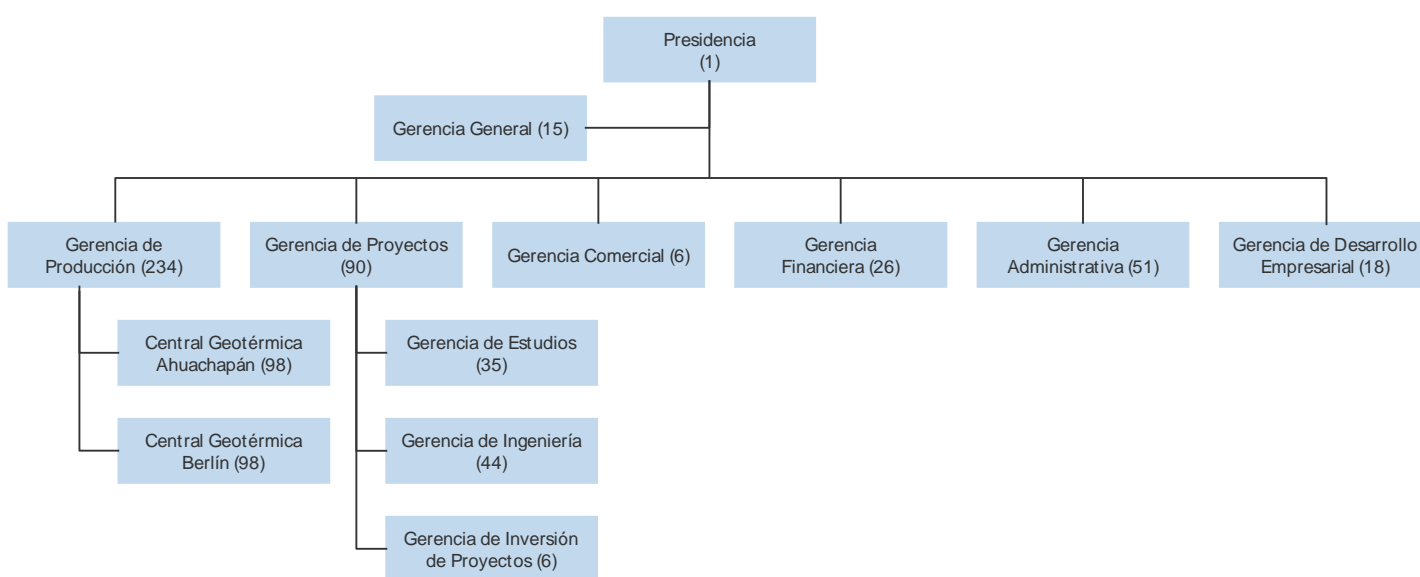 Presidencia
(1)
Gerencia General (15)
Gerencia de
Producción (234)
Gerencia de Proyectos
(90)
Gerencia Comercial (6)
Gerencia
Financiera (26)
Gerencia
Administrativa (51)
Gerencia de Desarrollo
Empresarial (18)
Central Geotérmica
Ahuachapán (98)
Gerencia de Estudios
(35)
Central Geotérmica
Berlín (98)
Gerencia de Ingeniería
(44)
Gerencia de Inversión
de Proyectos (6)